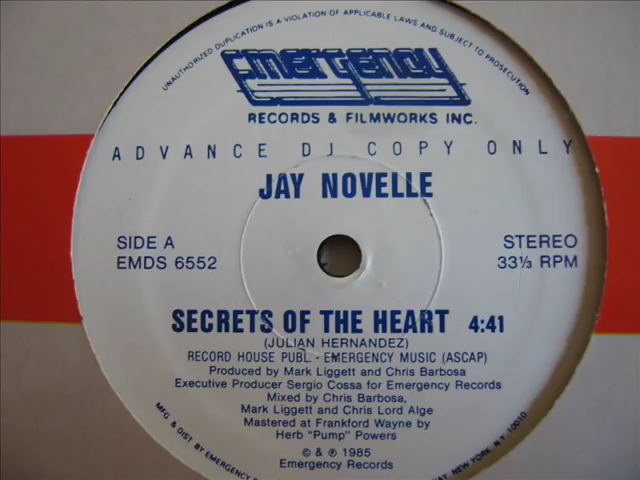 UNAUTHORIZED DUPLICATION IS A VIOLATION OF APPLICABLE LAWS AND SUBJECT TO PROSECUTION
Emergency
RECORDS & FILMWORKS INC.
ADVANCE DJ COPY ONLY
JAY NOVELLE
SIDE A
EMDS 6552
STEREO
33⅓ RPM
SECRETS OF THE HEART 4:41
(JULIAN HERNANDEZ)
RECORD HOUSE PUBL. - EMERGENCY MUSIC (ASCAP)
Produced by Mark Liggett and Chris Barbosa
Executive Producer Sergio Cossa for Emergency Records
Mixed by Chris Barbosa,
Mark Liggett and Chris Lord Alge
Mastered at Frankford Wayne by
Herb "Pump" Powers
© & ℗ 1985
Emergency Records
MFG & DIST. BY EMERGENCY NEW YORK, N.Y. 10010